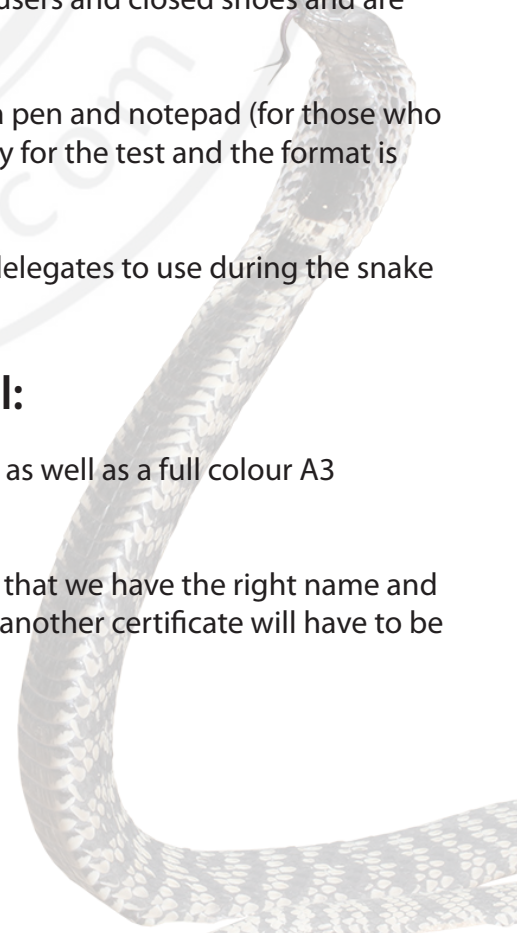 users and closed shoes and are
com
pen and notepad (for those who
y for the test and the format is
delegates to use during the snake
l:
as well as a full colour A3
that we have the right name and
another certificate will have to be